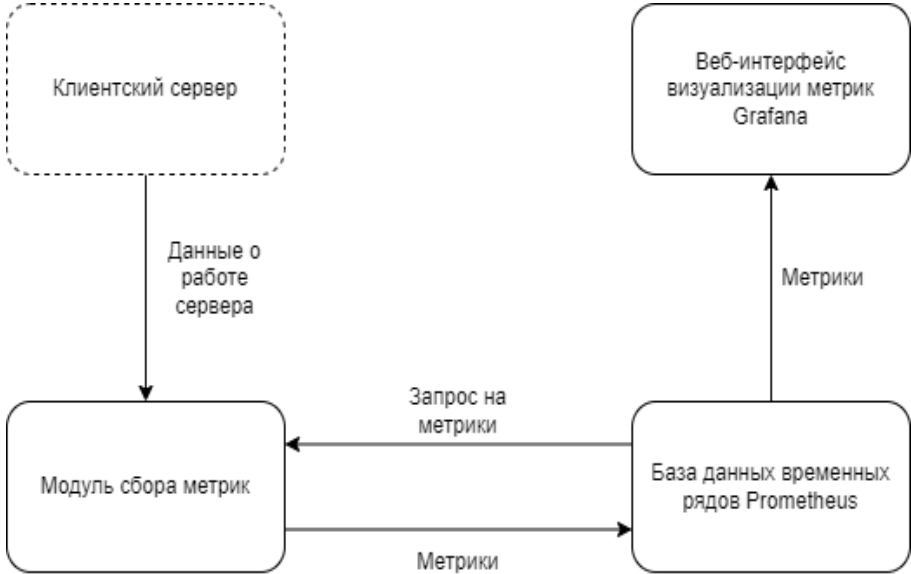 Клиентский сервер
Веб-интерфейс
визуализации метрик
Grafana
Данные о
работе
сервера
Метрики
Запрос на
метрики
Модуль сбора метрик
База данных временных
рядов Prometheus
Метрики